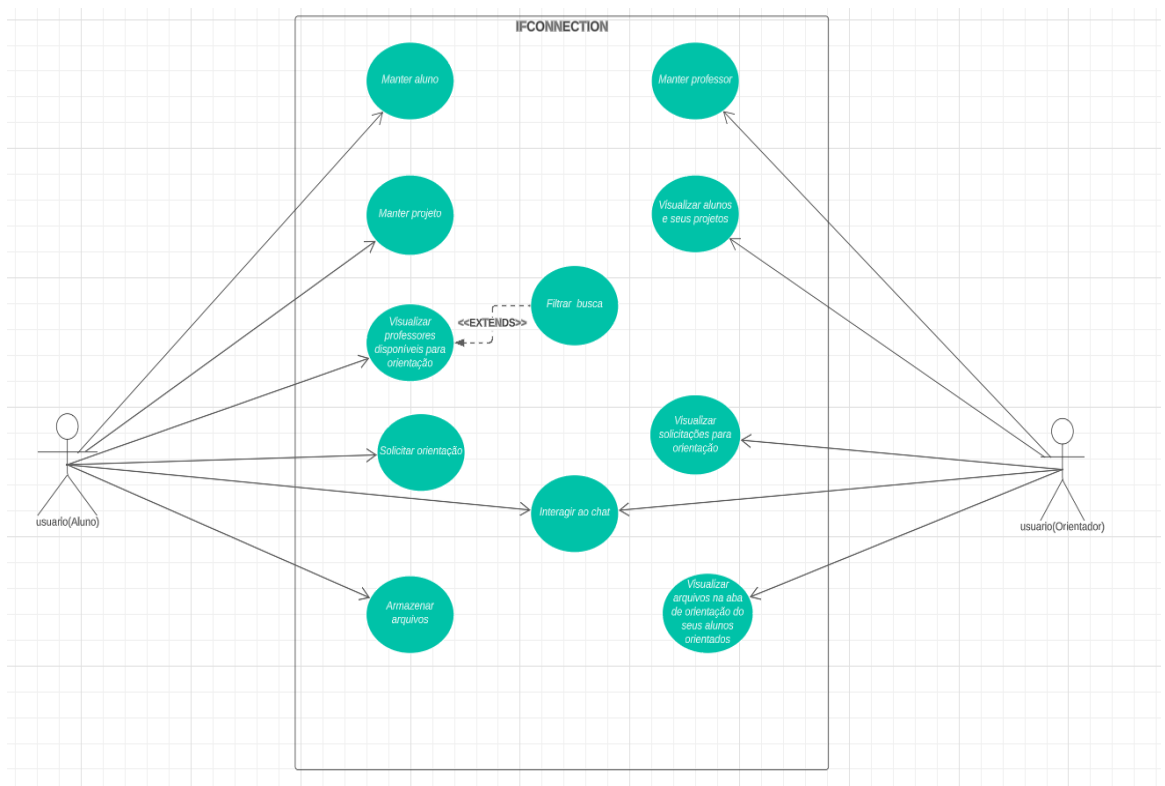 IFCONNECTION
Manter aluno
Manter professor
Manter projeto
Visualizar alunos
e seus projetos
Filtrar busca
<<EXTENDS>>
Visualizar
professores
disponíveis para
orientação
Solicitar orientação
Visualizar
solicitações para
orientação
Interagir ao chat
usuario(Aluno)
usuario(Orientador)
Armazenar
arquivos
Visualizar
arquivos na aba
de orientação do
seus alunos
orientados